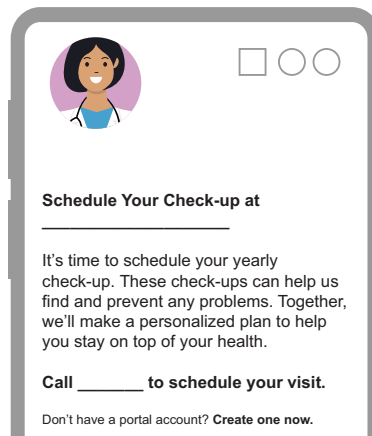 Schedule Your Check-up at
____________________
It’s time to schedule your yearly
check-up. These check-ups can help us
find and prevent any problems. Together,
we’ll make a personalized plan to help
you stay on top of your health.
Call _______ to schedule your visit.
Don’t have a portal account? Create one now.